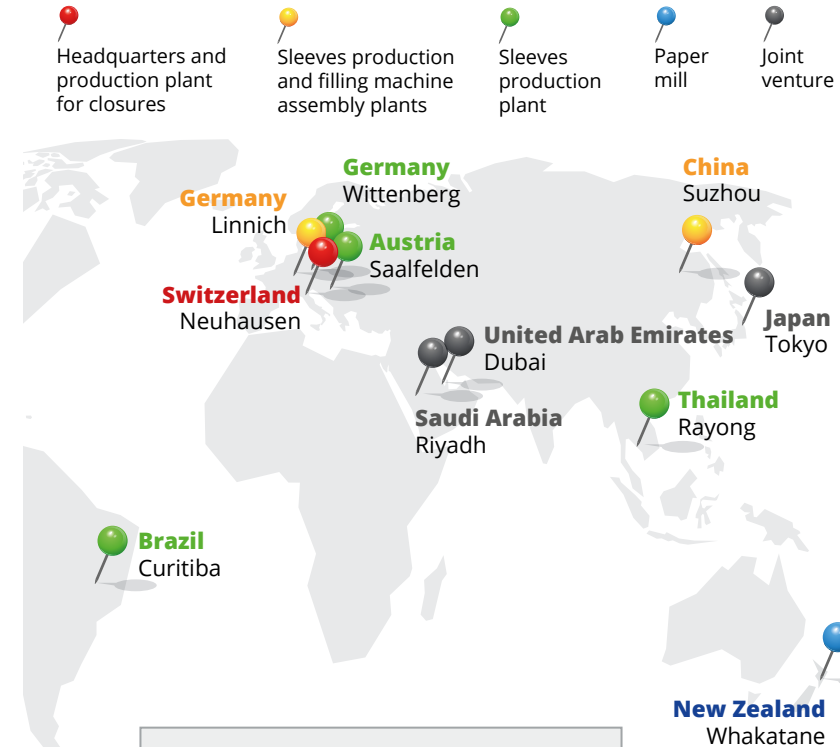 Headquarters and
production plant
for closures
Sleeves production
and filling machine
assembly plants
Sleeves
production
plant
Paper
mill
Joint
venture
Germany
Wittenberg
Germany
Linnich
Austria
Saalfelden
Switzerland
Neuhausen
China
Suzhou
Japan
Tokyo
United Arab Emirates
Dubai
Saudi Arabia
Riyadh
Thailand
Rayong
Brazil
Curitiba
New Zealand
Whakatane